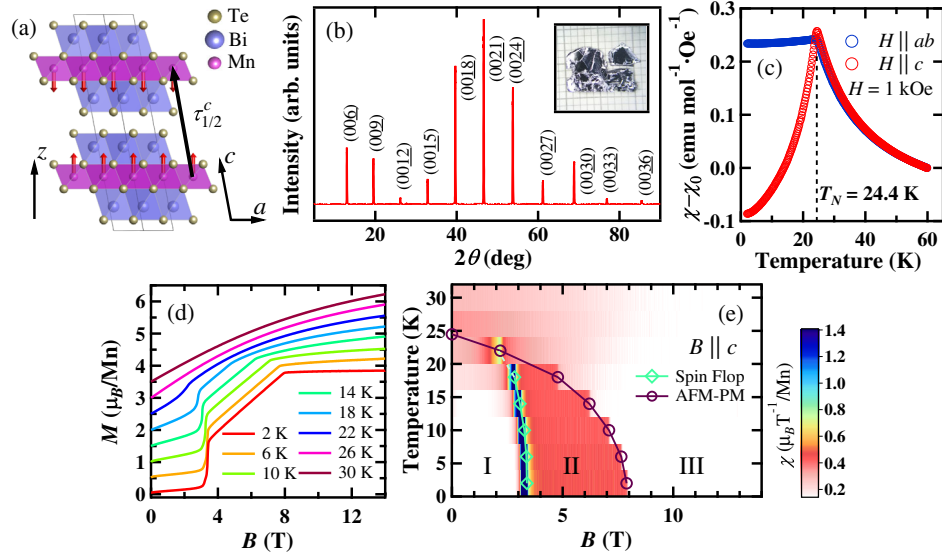 (a)
Te
Bi
Mn
τ^c_{1/2}
z
c
a
(b)
Intensity (arb. units)
(006)
(009)
(0012)
(0015)
(0018)
(0021)
(0024)
(0027)
(0030)
(0033)
(0036)
20 40 60 80
2θ (deg)
(c)
χ−χ0 (emu mol⁻¹·Oe⁻¹)
0.3
0.2
0.1
0.0
-0.1
H || ab
H || c
H = 1 kOe
T_N = 24.4 K
0 20 40 60
Temperature (K)
(d)
M (μ_B/Mn)
6
5
4
3
2
1
0
14 K
18 K
2 K
22 K
6 K
26 K
10 K
30 K
0 4 8 12
B (T)
(e)
Temperature (K)
30
25
20
15
10
5
0
B || c
Spin Flop
AFM-PM
I
II
III
0 5 10
B (T)
χ (μ_B T⁻¹/Mn)
1.4
1.2
1.0
0.8
0.6
0.4
0.2